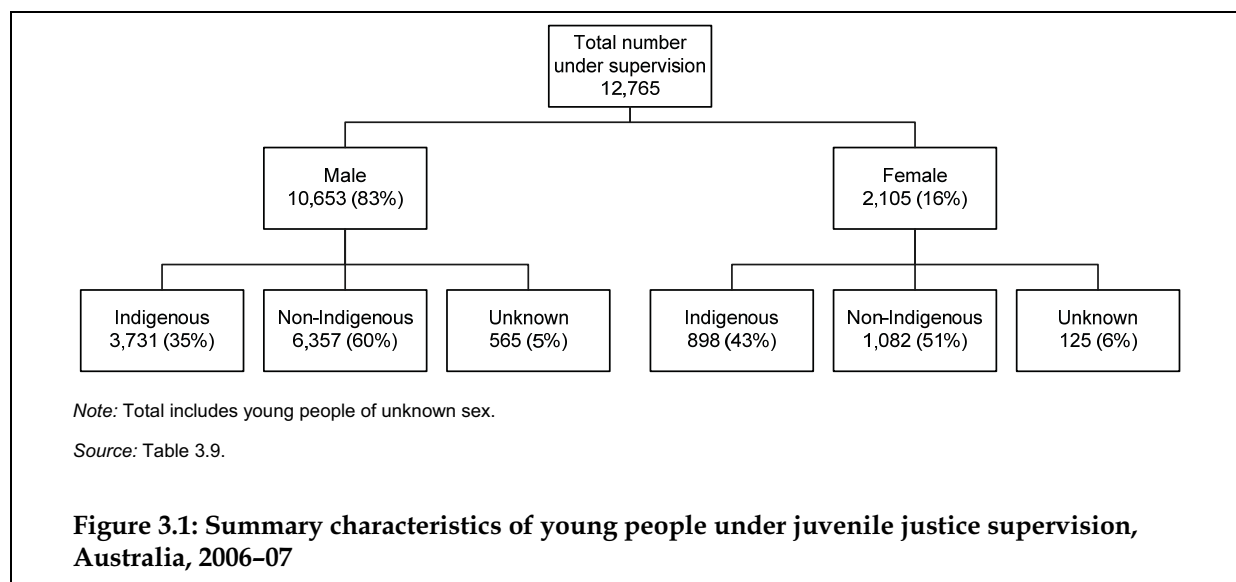 Total number
under supervision
12,765
Male
10,653 (83%)
Female
2,105 (16%)
Indigenous
3,731 (35%)
Non-Indigenous
6,357 (60%)
Unknown
565 (5%)
Indigenous
898 (43%)
Non-Indigenous
1,082 (51%)
Unknown
125 (6%)
Note: Total includes young people of unknown sex.
Source: Table 3.9.
Figure 3.1: Summary characteristics of young people under juvenile justice supervision,
Australia, 2006–07